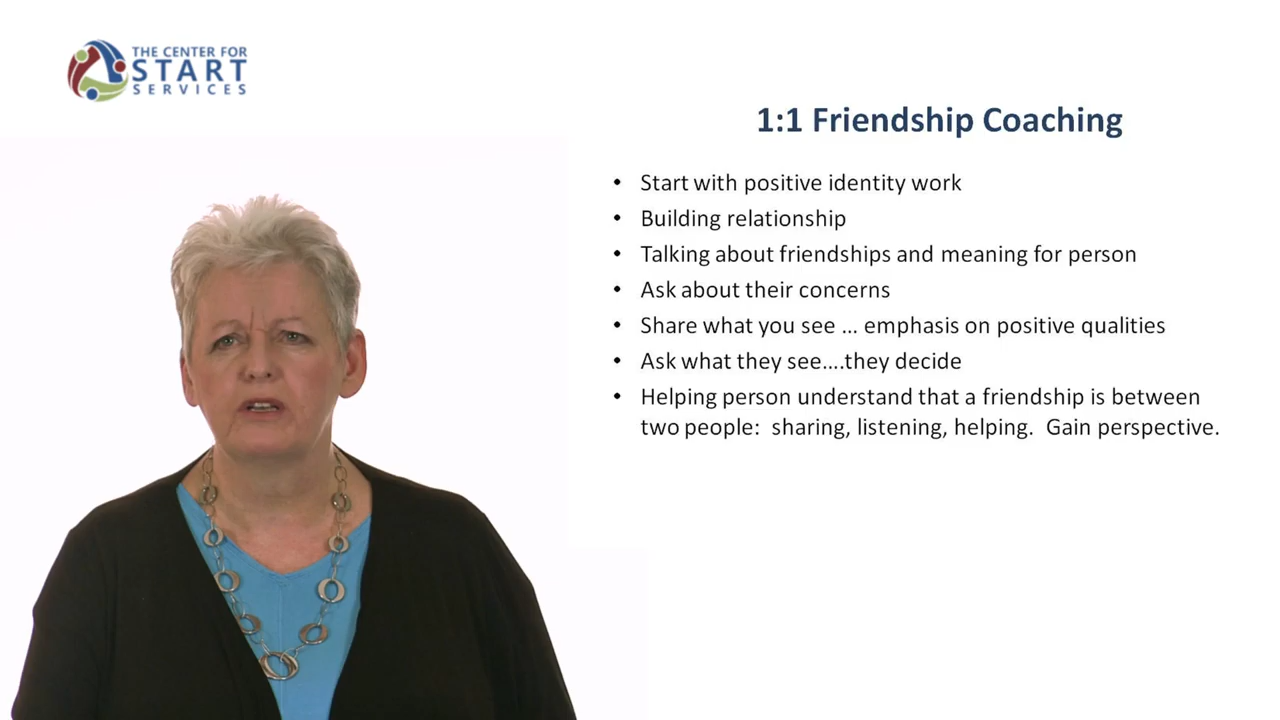 THE CENTER FOR
START
SERVICES
1:1 Friendship Coaching
• Start with positive identity work
• Building relationship
• Talking about friendships and meaning for person
• Ask about their concerns
• Share what you see ... emphasis on positive qualities
• Ask what they see....they decide
• Helping person understand that a friendship is between
two people:  sharing, listening, helping.  Gain perspective.